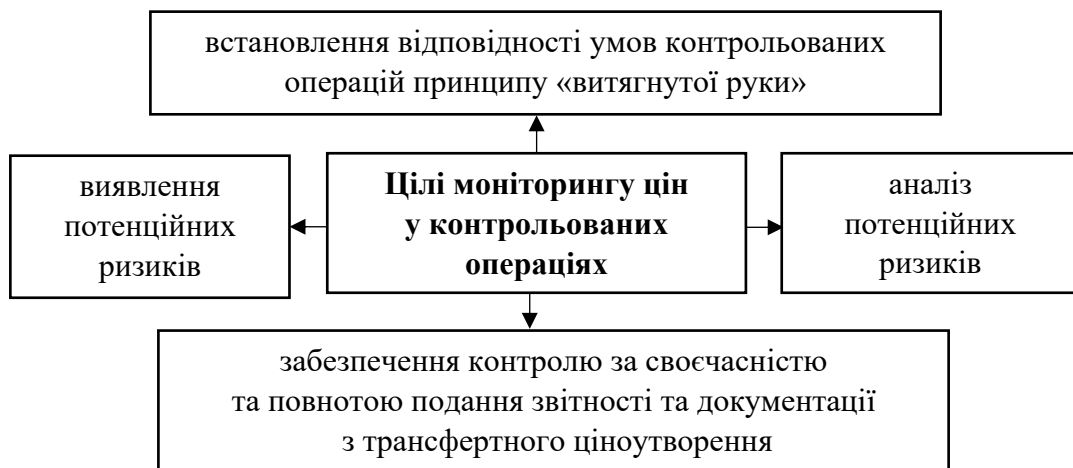 встановлення відповідності умов контрольованих
операцій принципу «витягнутої руки»
виявлення
потенційних
ризиків
Цілі моніторингу цін
у контрольованих
операціях
аналіз
потенційних
ризиків
забезпечення контролю за своєчасністю
та повнотою подання звітності та документації
з трансфертного ціноутворення